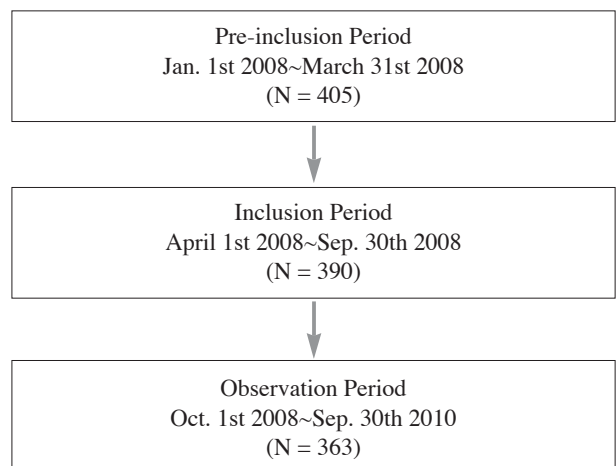 Pre-inclusion Period
Jan. 1st 2008~March 31st 2008
(N = 405)
Inclusion Period
April 1st 2008~Sep. 30th 2008
(N = 390)
Observation Period
Oct. 1st 2008~Sep. 30th 2010
(N = 363)